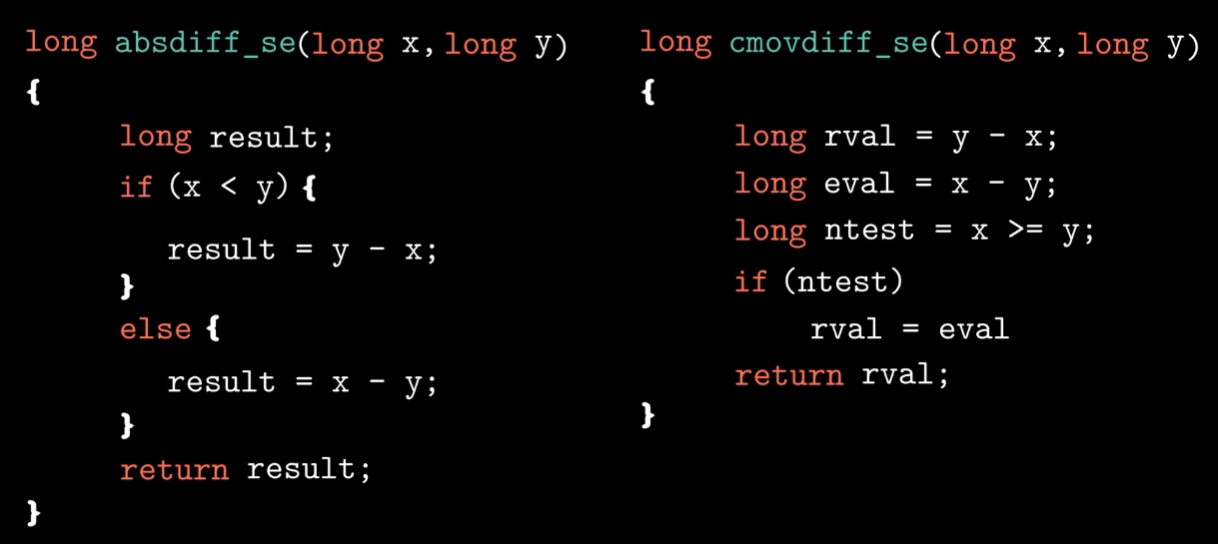 long absdiff_se(long x, long y)
{
long result;
if (x < y) {
result = y - x;
}
else {
result = x - y;
}
return result;
}
long cmovdiff_se(long x, long y)
{
long rval = y - x;
long eval = x - y;
long ntest = x >= y;
if (ntest)
rval = eval
return rval;
}